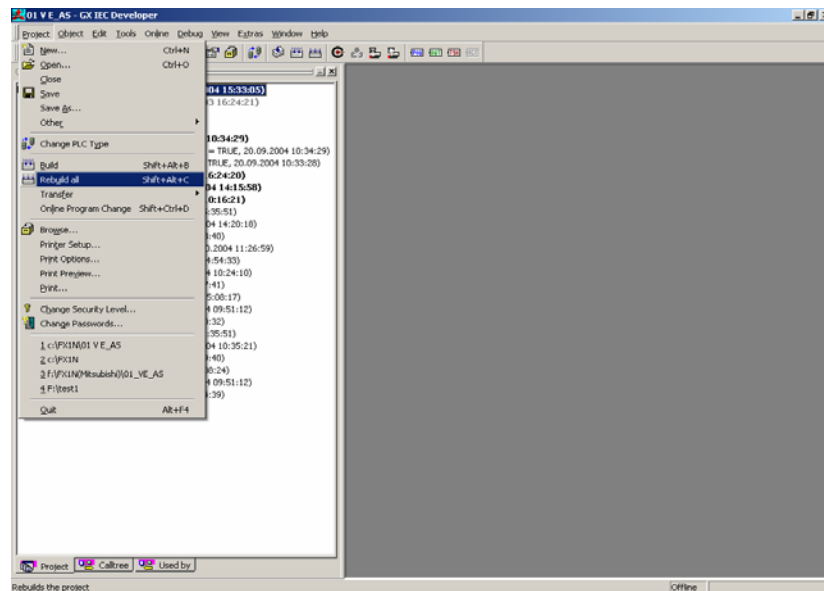 01 V E_AS - GX IEC Developer
Project Object Edit Tools Online Debug View Extras Window Help
New... Ctrl+N
Open... Ctrl+O
Close
Save
Save As...
Other
Change PLC Type
Build Shift+Alt+B
Rebuild all Shift+Alt+C
Transfer
Online Program Change Shift+Ctrl+D
Browse...
Printer Setup...
Print Options...
Print Preview...
Print...
Change Security Level...
Change Passwords...
1 c:\FX1N\01 V E_AS
2 c:\FX1N
3 f:\FX1N(Mitsubishi)\01_VE_AS
4 F:\test1
Quit Alt+F4
04 15:33:05)
03 16:24:21)
10:34:29)
= TRUE, 20.09.2004 10:34:29)
TRUE, 20.09.2004 10:33:28)
6:24:20)
04 14:15:58)
0:16:21)
:35:51)
04 14:20:18)
:40)
0.2004 11:26:59)
4:54:33)
4 10:24:10)
:41)
5:08:17)
4 09:51:12)
:32)
:35:51)
04 10:35:21)
:40)
08:24)
4 09:51:12)
:39)
Project Calltree Used by
Rebuilds the project Offline